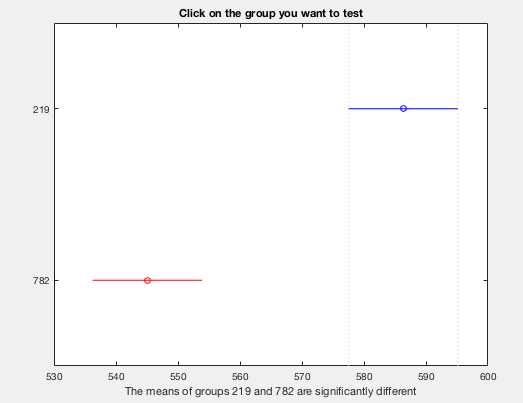 Click on the group you want to test
219
782
530 540 550 560 570 580 590 600
The means of groups 219 and 782 are significantly different